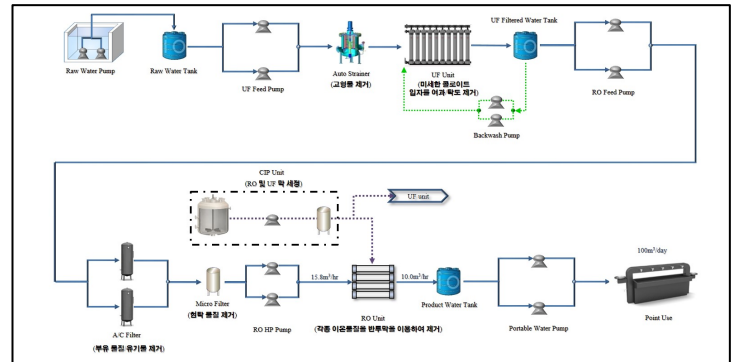 UF Filtered Water Tank
Raw Water Pump
Raw Water Tank
UF Feed Pump
Auto Strainer
(고형물 제거)
UF Unit
(미세한 콜로이드
입자물 여과/탁도 제거)
Backwash Pump
RO Feed Pump
CIP Unit
(RO 및 UF 막 세정)
UF unit
A/C Filter
(부유 물질/유기물 제거)
Micro Filter
(현탁 물질 제거)
RO HP Pump
15.8m³/hr
RO Unit
(각종 이온물질을 반투막을 이용하여 제거)
10.0m³/hr
Product Water Tank
Portable Water Pump
100m³/day
Point Use